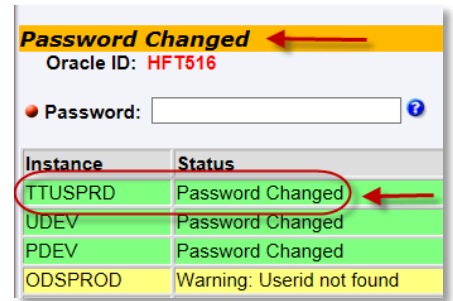 Password Changed
Oracle ID: HFT516
Password:
Instance Status
TTUSPRD Password Changed
UDEV Password Changed
PDEV Password Changed
ODSPROD Warning: Userid not found